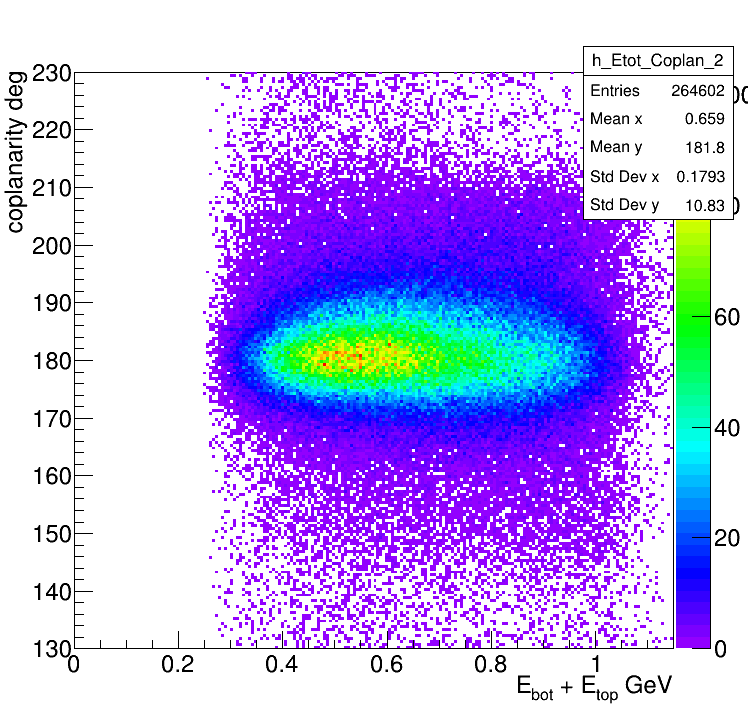 h_Etot_Coplan_2
Entries 264602
Mean x 0.659
Mean y 181.8
Std Dev x 0.1793
Std Dev y 10.83
coplanarity deg
230
220
210
200
190
180
170
160
150
140
130
0 0.2 0.4 0.6 0.8 1
E_bot + E_top GeV
60
40
20
0